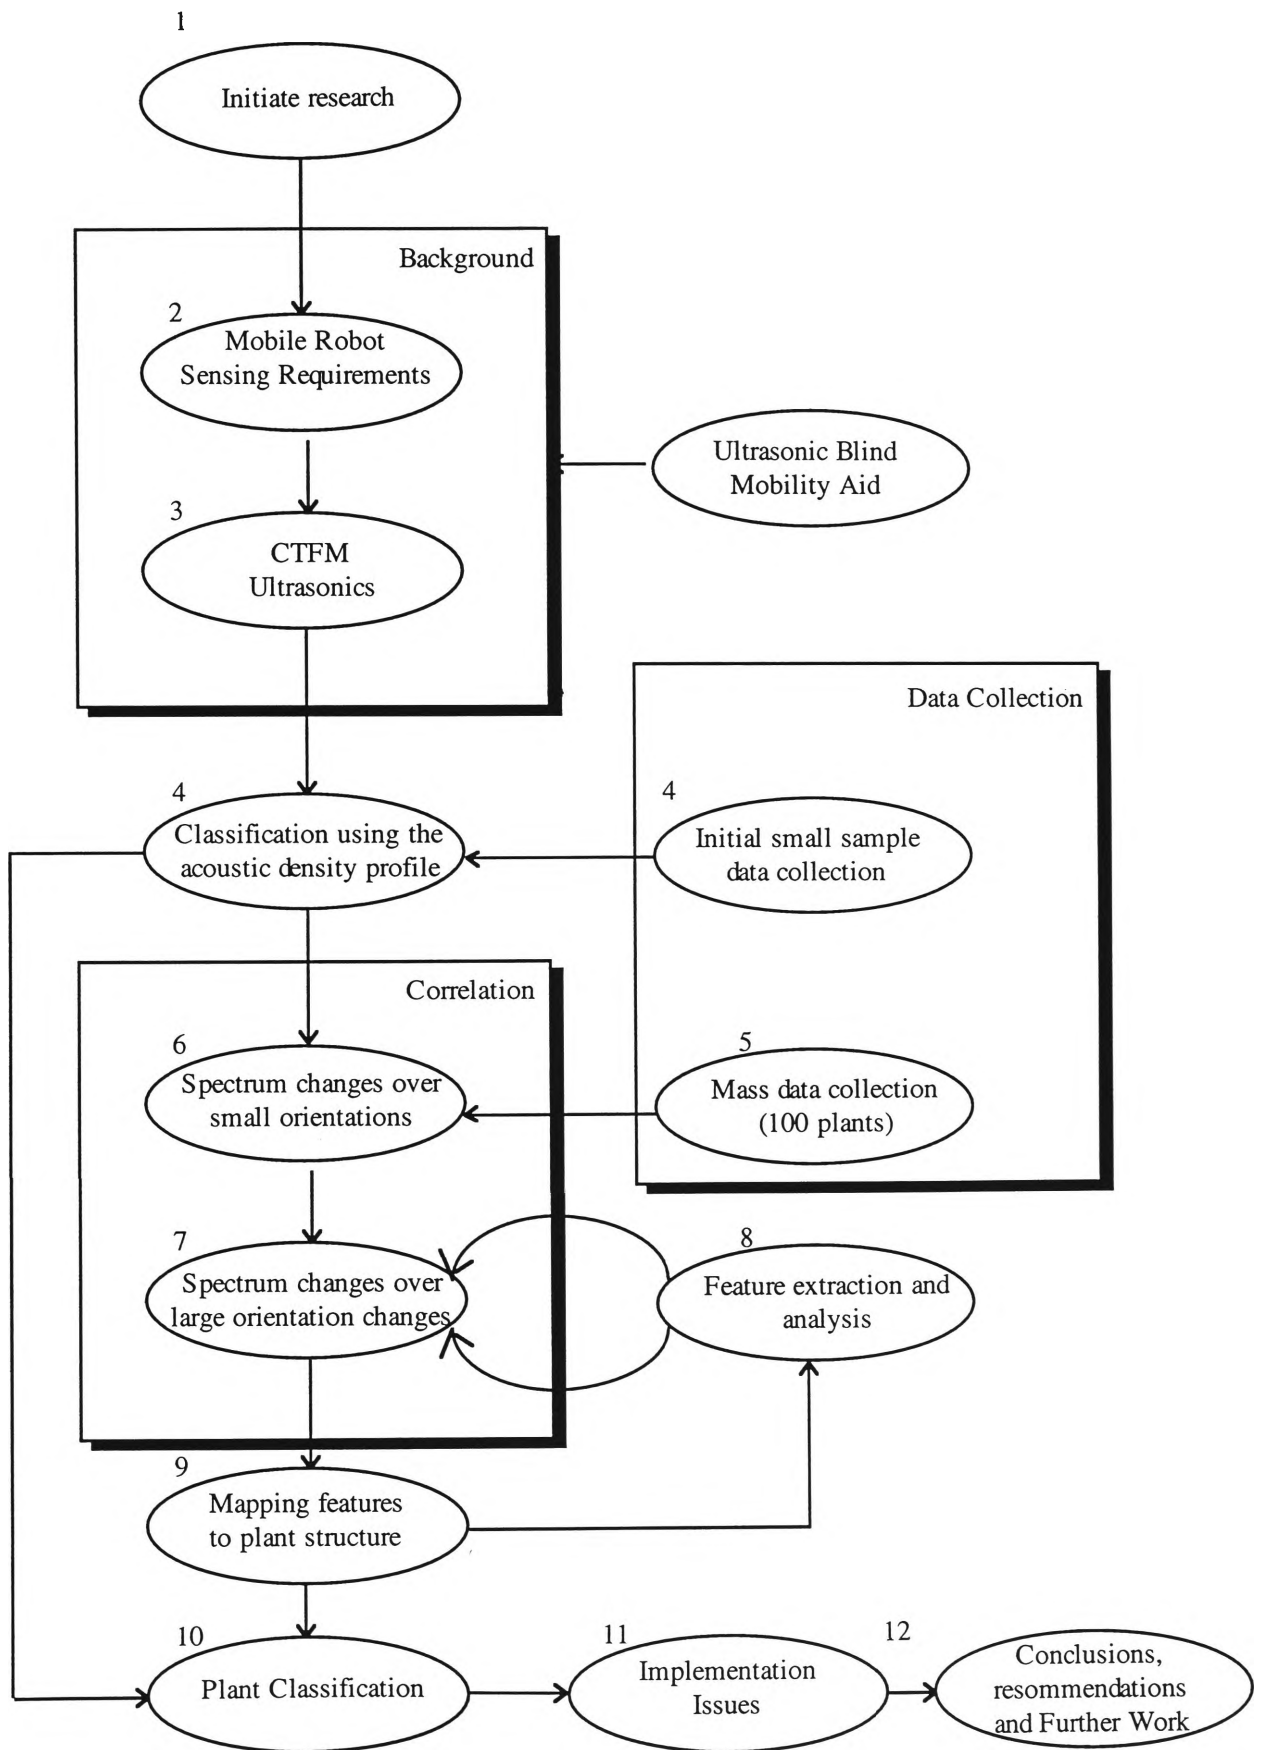 1
Initiate research
Background
2
Mobile Robot
Sensing Requirements
Ultrasonic Blind
Mobility Aid
3
CTFM
Ultrasonics
Data Collection
4
Classification using the
acoustic density profile
4
Initial small sample
data collection
Correlation
6
Spectrum changes over
small orientations
5
Mass data collection
(100 plants)
7
Spectrum changes over
large orientation changes
8
Feature extraction and
analysis
9
Mapping features
to plant structure
10
Plant Classification
11
Implementation
Issues
12
Conclusions,
resommendations
and Further Work